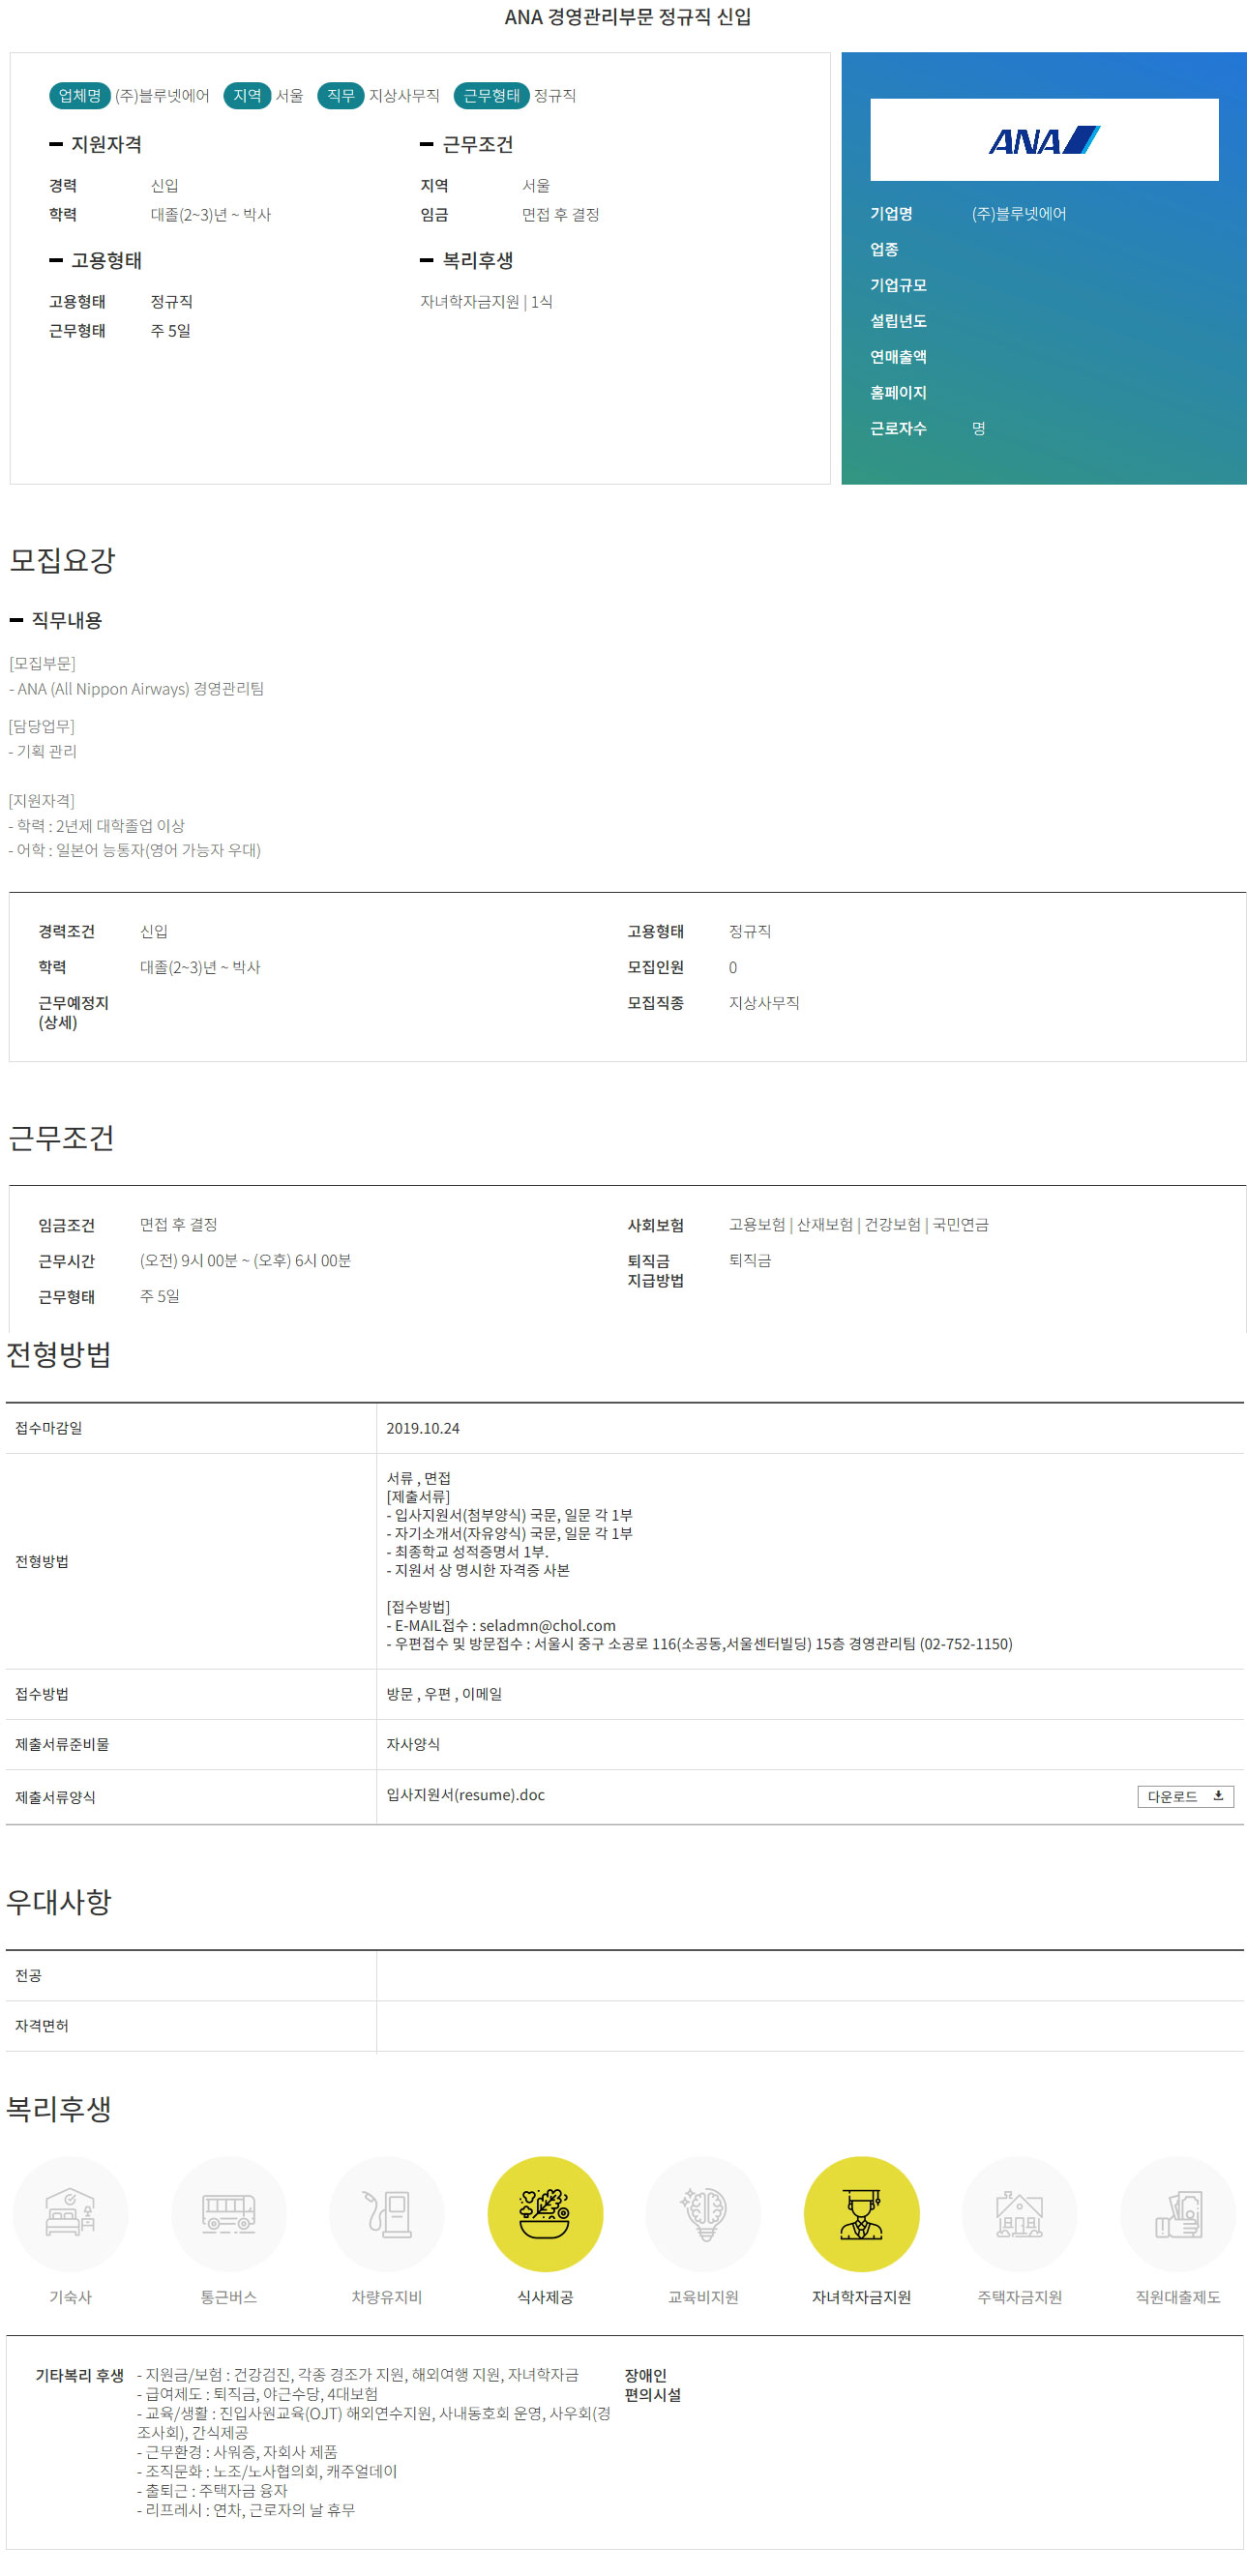 ANA 경영관리부문 정규직 신입
업체명 (주)블루넷에어 지역 서울 직무 지상사무직 근무형태 정규직
지원자격
경력 신입
학력 대졸(2~3)년 ~ 박사
근무조건
지역 서울
임금 면접 후 결정
고용형태
고용형태 정규직
근무형태 주 5일
복리후생
자녀학자금지원 | 1식
ANA
기업명 (주)블루넷에어
업종
기업규모
설립년도
연매출액
홈페이지
근로자수 명
모집요강
직무내용
[모집부문]
- ANA (All Nippon Airways) 경영관리팀
[담당업무]
- 기획 관리
[지원자격]
- 학력 : 2년제 대학졸업 이상
- 어학 : 일본어 능통자(영어 가능자 우대)
경력조건 신입
학력 대졸(2~3)년 ~ 박사
근무예정지
(상세)
고용형태 정규직
모집인원 0
모집직종 지상사무직
근무조건
임금조건 면접 후 결정
근무시간 (오전) 9시 00분 ~ (오후) 6시 00분
근무형태 주 5일
사회보험 고용보험 | 산재보험 | 건강보험 | 국민연금
퇴직금 퇴직금
지급방법
전형방법
접수마감일 2019.10.24
전형방법
서류 , 면접
[제출서류]
- 입사지원서(첨부양식) 국문, 일문 각 1부
- 자기소개서(자유양식) 국문, 일문 각 1부
- 최종학교 성적증명서 1부.
- 지원서 상 명시한 자격증 사본
[접수방법]
- E-MAIL접수 : seladmn@chol.com
- 우편접수 및 방문접수 : 서울시 중구 소공로 116(소공동,서울센터빌딩) 15층 경영관리팀 (02-752-1150)
접수방법 방문 , 우편 , 이메일
제출서류준비물 자사양식
제출서류양식 입사지원서(resume).doc 다운로드
우대사항
전공
자격면허
복리후생
기숙사 통근버스 차량유지비 식사제공 교육비지원 자녀학자금지원 주택자금지원 직원대출제도
기타복리 후생
- 지원금/보험 : 건강검진, 각종 경조가 지원, 해외여행 지원, 자녀학자금
- 급여제도 : 퇴직금, 야근수당, 4대보험
- 교육/생활 : 진입사원교육(OJT) 해외연수지원, 사내동호회 운영, 사우회(경
조사회), 간식제공
- 근무환경 : 사워증, 자회사 제품
- 조직문화 : 노조/노사협의회, 캐주얼데이
- 출퇴근 : 주택자금 융자
- 리프레시 : 연차, 근로자의 날 휴무
장애인
편의시설